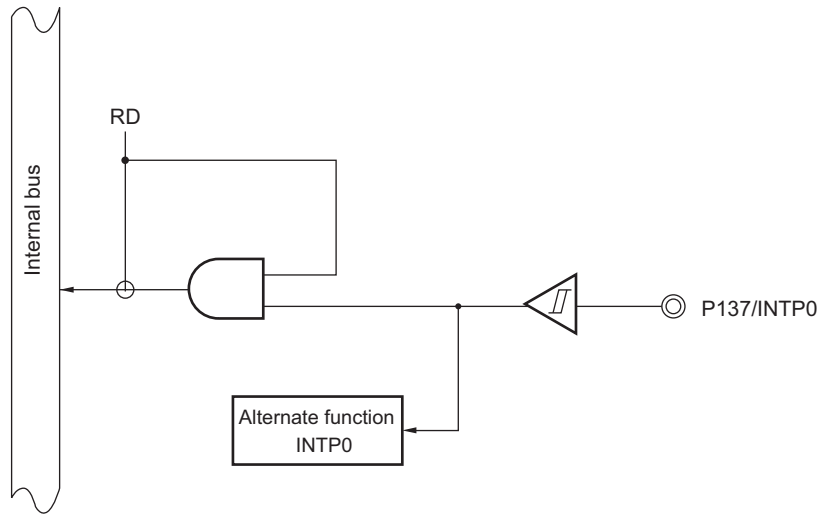 RD
Internal bus
P137/INTP0
Alternate function
INTP0